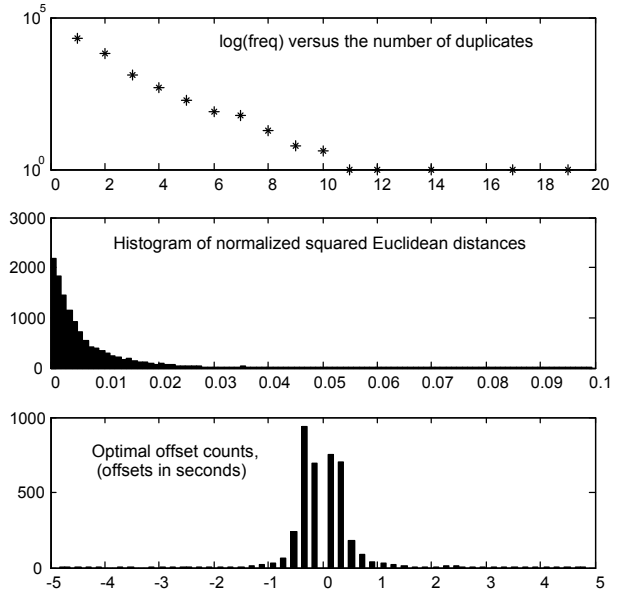 10^5
log(freq) versus the number of duplicates
10^0
0 2 4 6 8 10 12 14 16 18 20
3000
Histogram of normalized squared Euclidean distances
2000
1000
0
0 0.01 0.02 0.03 0.04 0.05 0.06 0.07 0.08 0.09 0.1
1000
Optimal offset counts,
(offsets in seconds)
500
0
-5 -4 -3 -2 -1 0 1 2 3 4 5